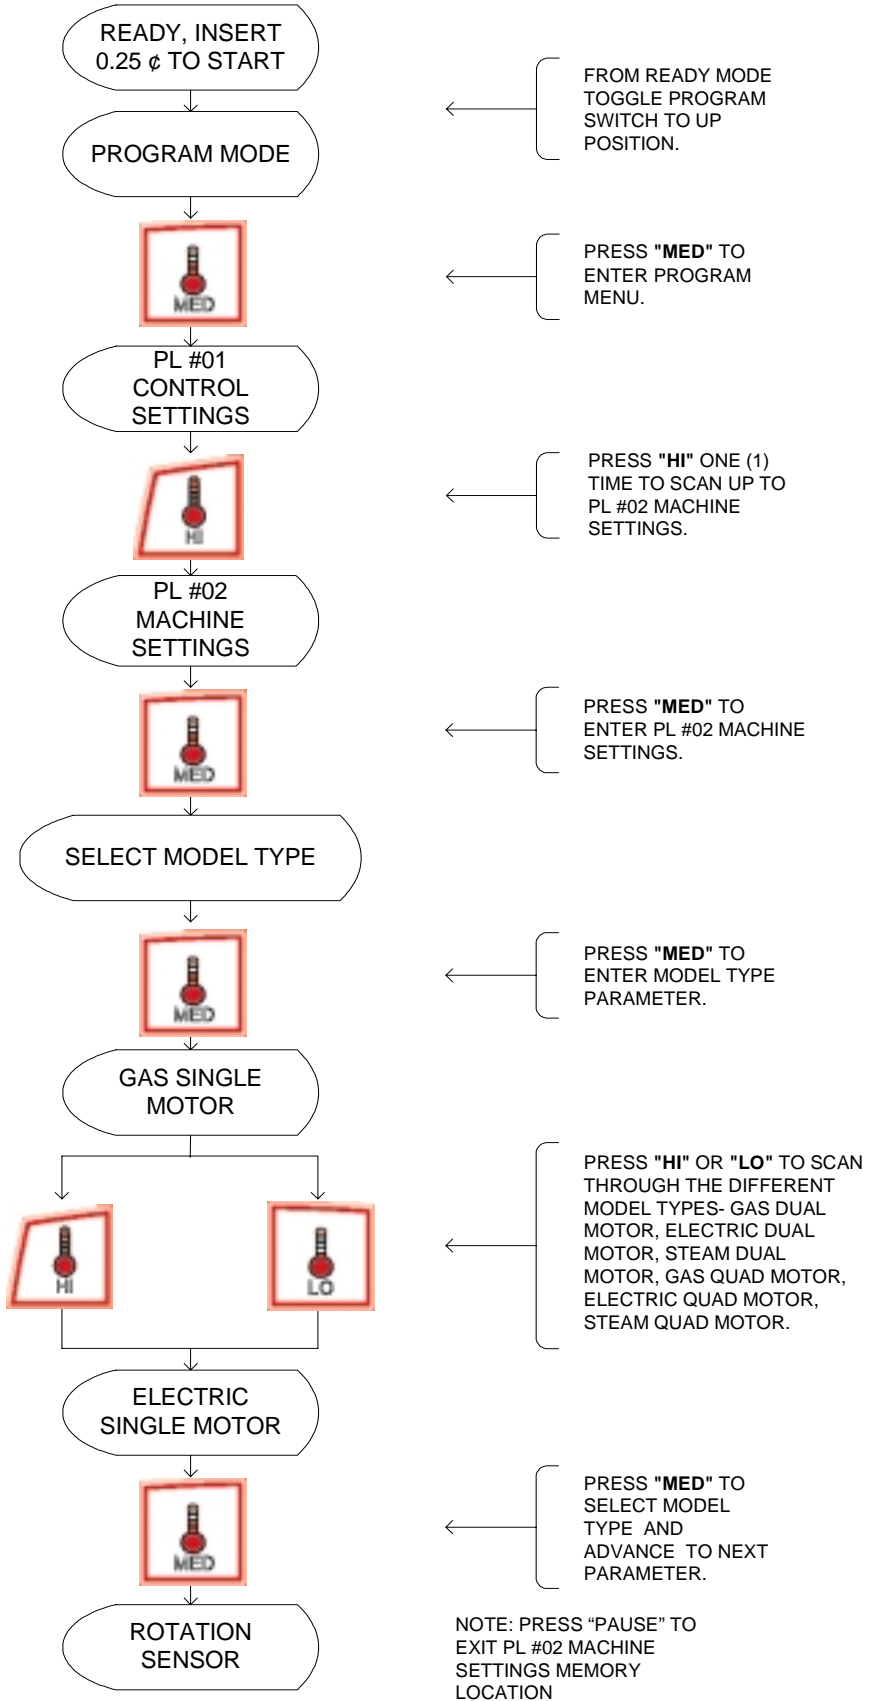 READY, INSERT
0.25 ¢ TO START
FROM READY MODE
TOGGLE PROGRAM
SWITCH TO UP
POSITION.
PROGRAM MODE
MED
PRESS "MED" TO
ENTER PROGRAM
MENU.
PL #01
CONTROL
SETTINGS
HI
PRESS "HI" ONE (1)
TIME TO SCAN UP TO
PL #02 MACHINE
SETTINGS.
PL #02
MACHINE
SETTINGS
MED
PRESS "MED" TO
ENTER PL #02 MACHINE
SETTINGS.
SELECT MODEL TYPE
MED
PRESS "MED" TO
ENTER MODEL TYPE
PARAMETER.
GAS SINGLE
MOTOR
HI
LO
PRESS "HI" OR "LO" TO SCAN
THROUGH THE DIFFERENT
MODEL TYPES- GAS DUAL
MOTOR, ELECTRIC DUAL
MOTOR, STEAM DUAL
MOTOR, GAS QUAD MOTOR,
ELECTRIC QUAD MOTOR,
STEAM QUAD MOTOR.
ELECTRIC
SINGLE MOTOR
MED
PRESS "MED" TO
SELECT MODEL
TYPE AND
ADVANCE TO NEXT
PARAMETER.
ROTATION
SENSOR
NOTE: PRESS “PAUSE” TO
EXIT PL #02 MACHINE
SETTINGS MEMORY
LOCATION